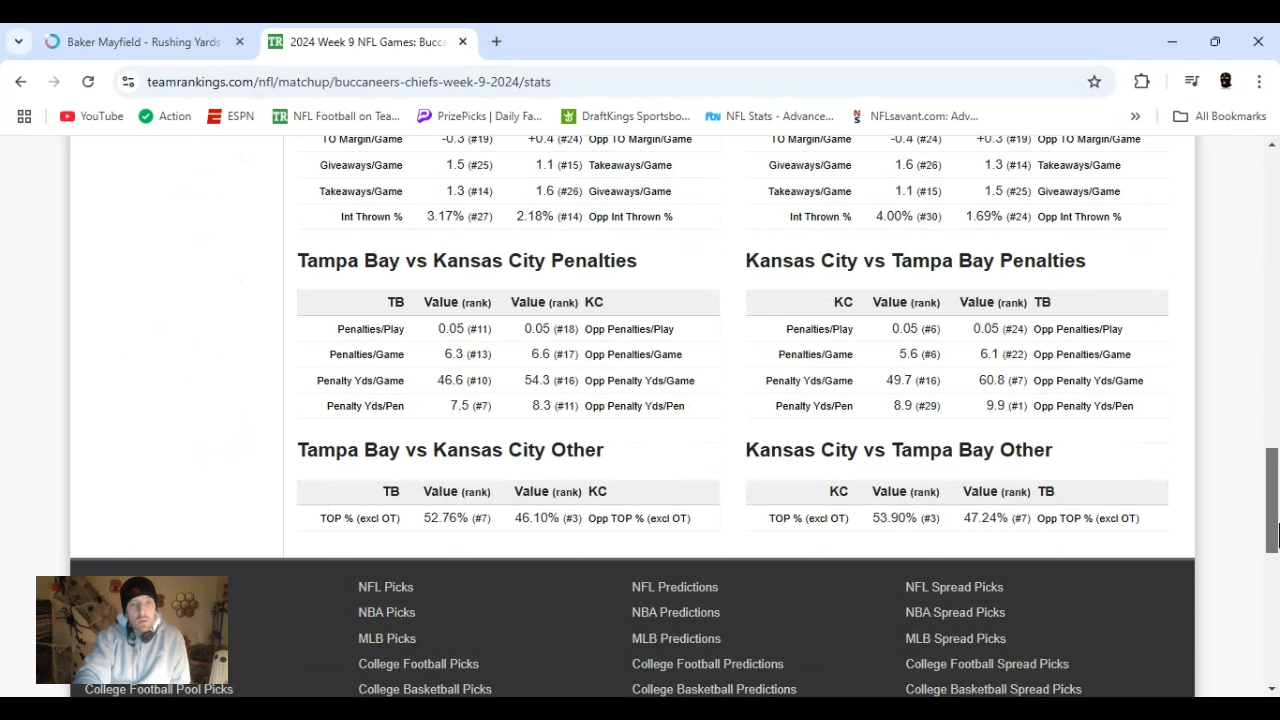 Baker Mayfield - Rushing Yards
2024 Week 9 NFL Games: Bucca
teamrankings.com/nfl/matchup/buccaneers-chiefs-week-9-2024/stats
YouTube Action ESPN NFL Football on Tea... PrizePicks | Daily Fa... DraftKings Sportsbo... NFL Stats - Advance... NFLsavant.com: Adv... » All Bookmarks
TO Margin/Game -0.3 (#19) +0.4 (#24) Opp TO Margin/Game
Giveaways/Game 1.5 (#25) 1.1 (#15) Takeaways/Game
Takeaways/Game 1.3 (#14) 1.6 (#26) Giveaways/Game
Int Thrown % 3.17% (#27) 2.18% (#14) Opp Int Thrown %
TO Margin/Game -0.4 (#24) +0.3 (#19) Opp TO Margin/Game
Giveaways/Game 1.6 (#26) 1.3 (#14) Takeaways/Game
Takeaways/Game 1.1 (#15) 1.5 (#25) Giveaways/Game
Int Thrown % 4.00% (#30) 1.69% (#24) Opp Int Thrown %
Tampa Bay vs Kansas City Penalties
TB Value (rank) Value (rank) KC
Penalties/Play 0.05 (#11) 0.05 (#18) Opp Penalties/Play
Penalties/Game 6.3 (#13) 6.6 (#17) Opp Penalties/Game
Penalty Yds/Game 46.6 (#10) 54.3 (#16) Opp Penalty Yds/Game
Penalty Yds/Pen 7.5 (#7) 8.3 (#11) Opp Penalty Yds/Pen
Kansas City vs Tampa Bay Penalties
KC Value (rank) Value (rank) TB
Penalties/Play 0.05 (#6) 0.05 (#24) Opp Penalties/Play
Penalties/Game 5.6 (#6) 6.1 (#22) Opp Penalties/Game
Penalty Yds/Game 49.7 (#16) 60.8 (#7) Opp Penalty Yds/Game
Penalty Yds/Pen 8.9 (#29) 9.9 (#1) Opp Penalty Yds/Pen
Tampa Bay vs Kansas City Other
TB Value (rank) Value (rank) KC
TOP % (excl OT) 52.76% (#7) 46.10% (#3) Opp TOP % (excl OT)
Kansas City vs Tampa Bay Other
KC Value (rank) Value (rank) TB
TOP % (excl OT) 53.90% (#3) 47.24% (#7) Opp TOP % (excl OT)
NFL Picks NFL Predictions NFL Spread Picks
NBA Picks NBA Predictions NBA Spread Picks
MLB Picks MLB Predictions MLB Spread Picks
College Football Picks College Football Predictions College Football Spread Picks
College Football Pool Picks College Basketball Picks College Basketball Predictions College Basketball Spread Picks